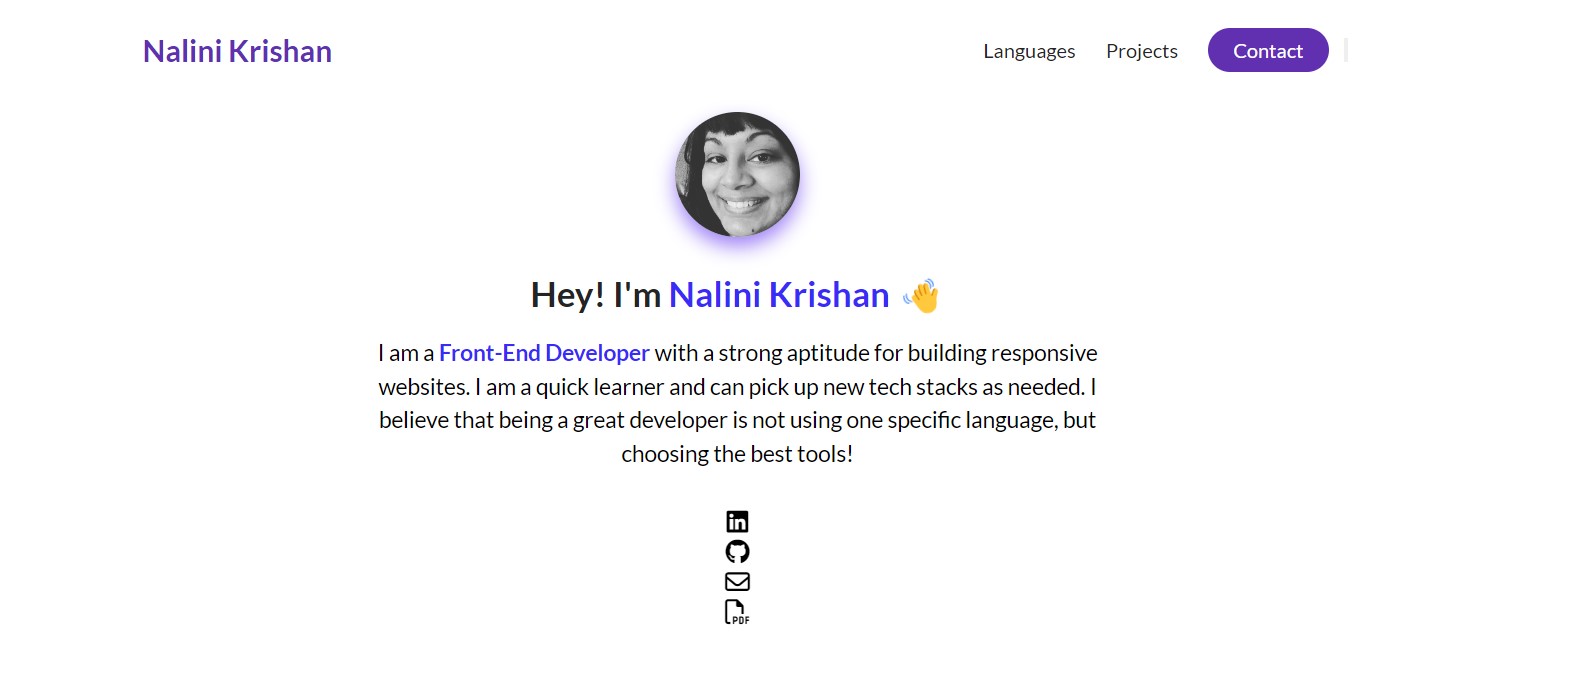 Nalini Krishan
Languages Projects Contact
Hey! I'm Nalini Krishan 👋
I am a Front-End Developer with a strong aptitude for building responsive
websites. I am a quick learner and can pick up new tech stacks as needed. I
believe that being a great developer is not using one specific language, but
choosing the best tools!
in
PDF